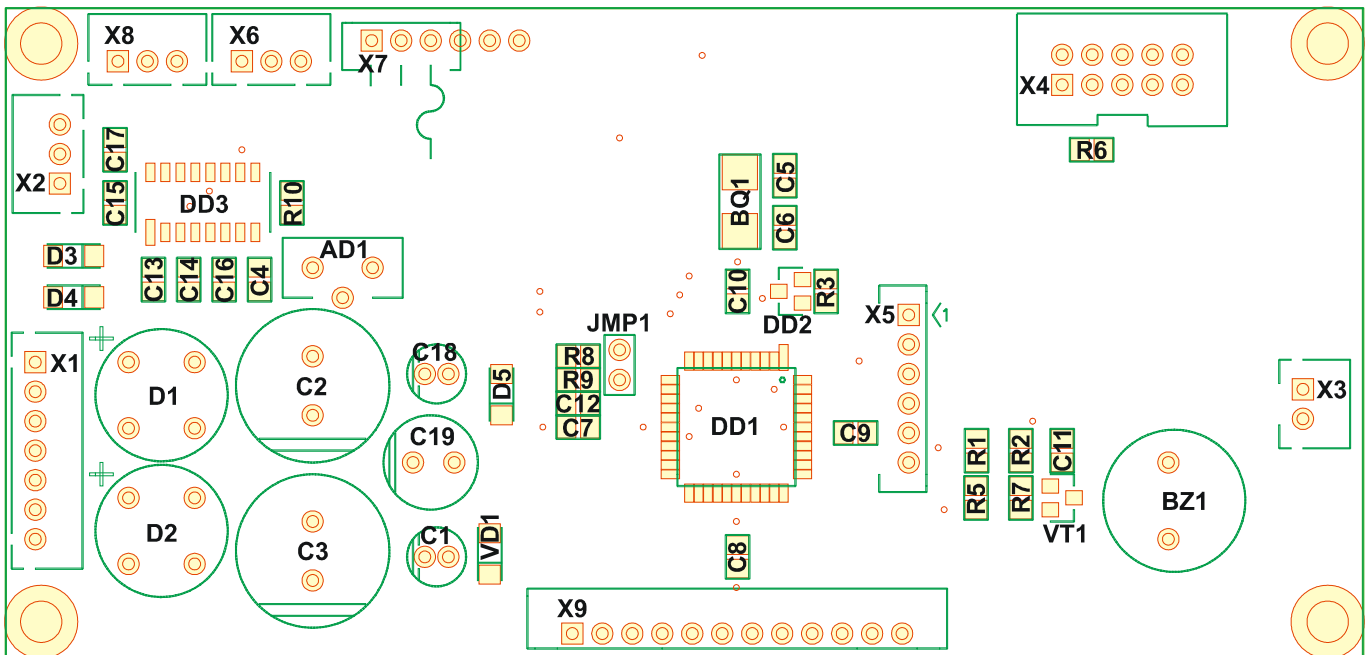 X8
X6
X7
X4
R6
X2
C17
C15
DD3
R10
BQ1
C5
C6
D3
D4
AD1
C13
C14
C16
C4
C10
DD2
R3
X5
1
JMP1
X1
D1
C2
C18
D5
R8
R9
C12
C7
DD1
C9
X3
C19
R1
R2
C11
R5
R7
VT1
BZ1
D2
C3
C1
VD1
C8
X9